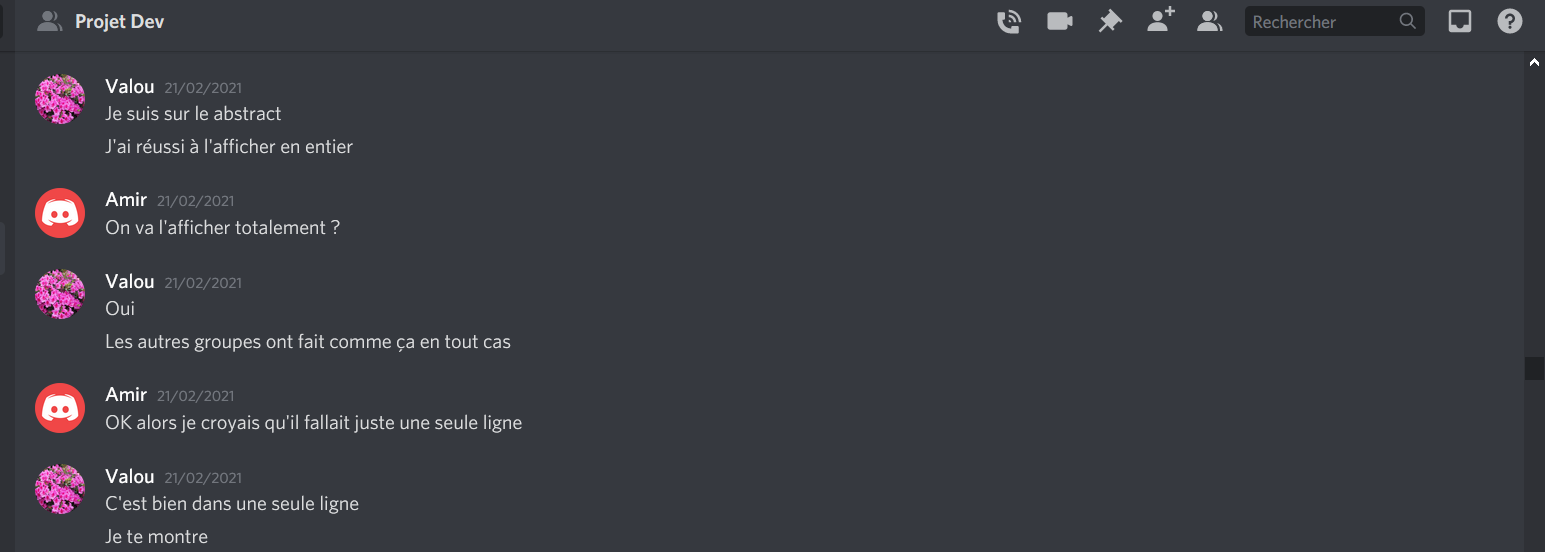 Projet Dev
Rechercher
Valou 21/02/2021
Je suis sur le abstract
J'ai réussi à l'afficher en entier
Amir 21/02/2021
On va l'afficher totalement ?
Valou 21/02/2021
Oui
Les autres groupes ont fait comme ça en tout cas
Amir 21/02/2021
OK alors je croyais qu'il fallait juste une seule ligne
Valou 21/02/2021
C'est bien dans une seule ligne
Je te montre